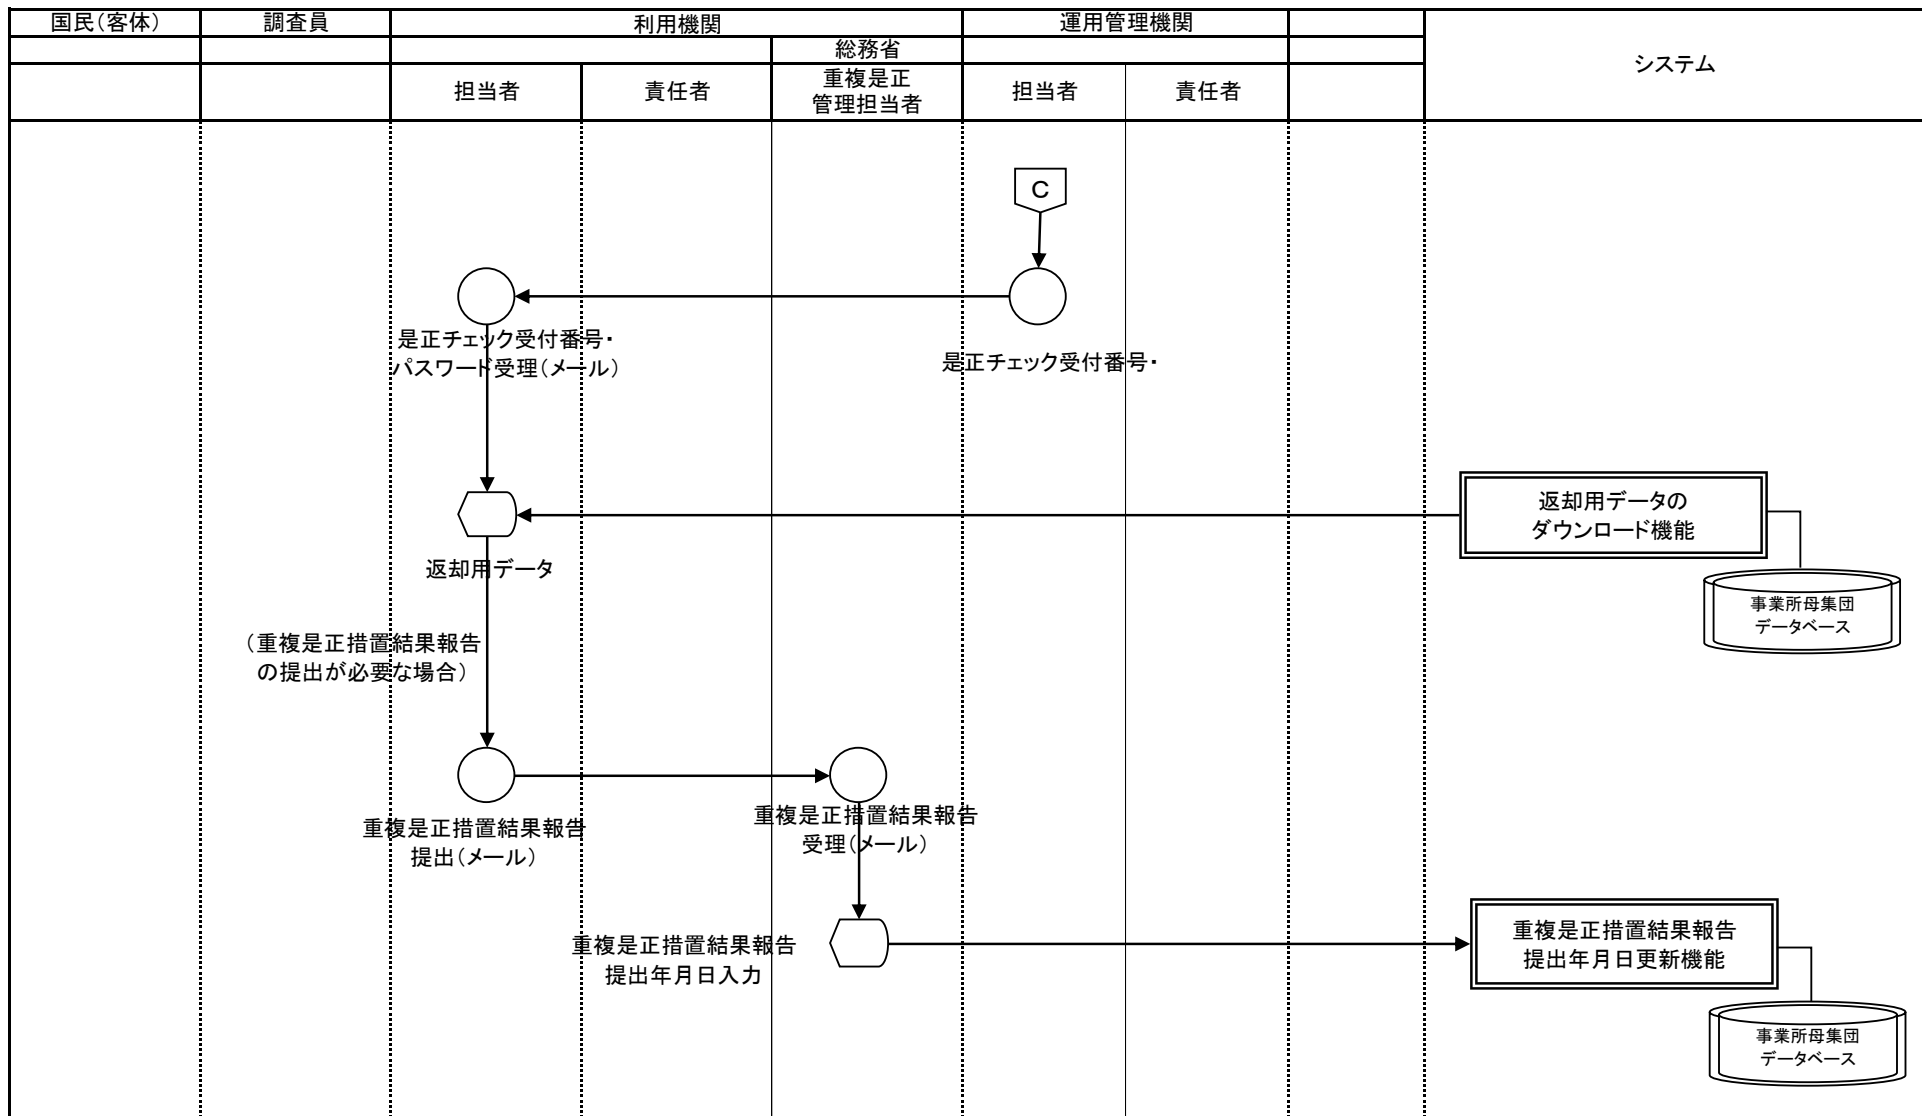 国民(客体)
調査員
利用機関
運用管理機関
総務省
システム
担当者
責任者
重複是正
管理担当者
担当者
責任者
C
是正チェック受付番号・
パスワード受理(メール)
是正チェック受付番号・
返却用データの
ダウンロード機能
返却用データ
事業所母集団
データベース
(重複是正措置結果報告
の提出が必要な場合)
重複是正措置結果報告
提出(メール)
重複是正措置結果報告
受理(メール)
重複是正措置結果報告
提出年月日入力
重複是正措置結果報告
提出年月日更新機能
事業所母集団
データベース